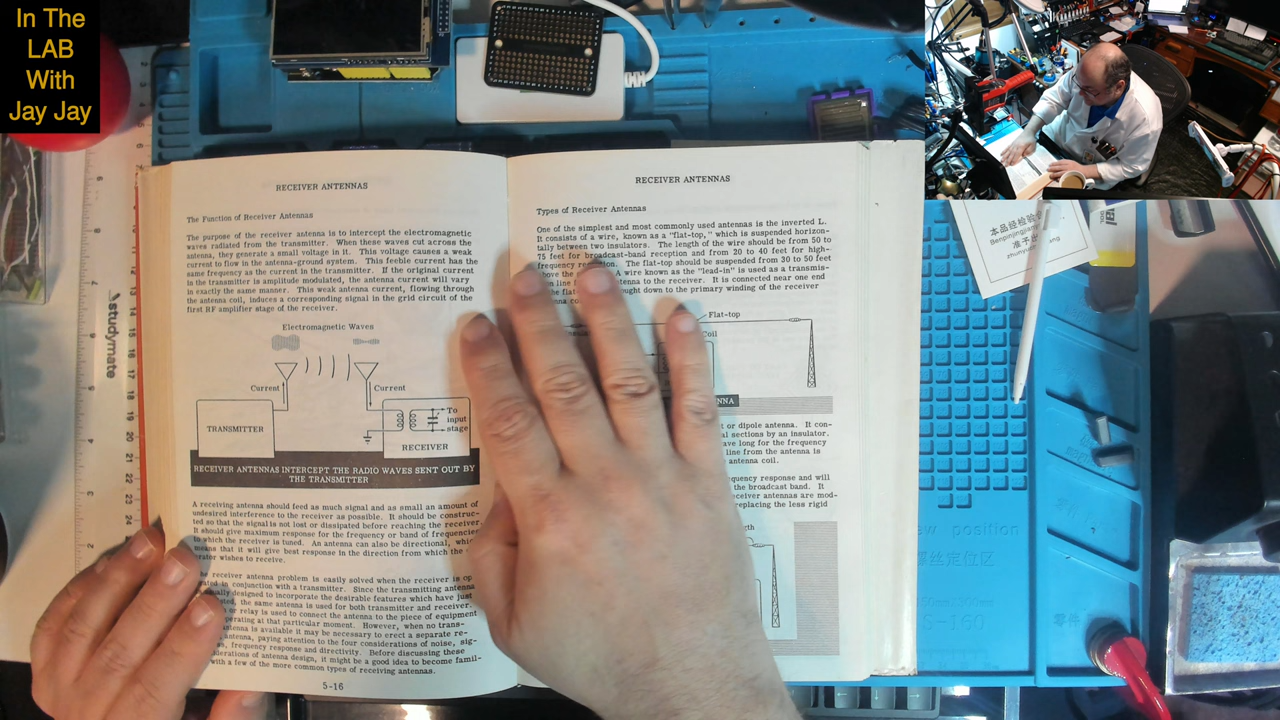 In The
LAB
With
Jay Jay
RECEIVER ANTENNAS
The Function of Receiver Antennas
The purpose of the receiver antenna is to intercept the electromagnetic
waves radiated from the transmitter. When these waves cut across the
antenna, they generate a small voltage in it. This voltage causes a weak
current to flow in the antenna-ground system. This feeble current has the
same frequency as the current in the transmitter. If the original current
in the transmitter is amplitude modulated, the antenna current will vary
in exactly the same manner. This weak antenna current, flowing through
the antenna coil, induces a corresponding signal in the grid circuit of the
first RF amplifier stage of the receiver.
Electromagnetic Waves
Current
Current
TRANSMITTER
To
input
stage
RECEIVER
RECEIVER ANTENNAS INTERCEPT THE RADIO WAVES SENT OUT BY
THE TRANSMITTER
A receiving antenna should feed as much signal and as small an amount of
undesired interference to the receiver as possible. It should be construc-
ted so that the signal is not lost or dissipated before reaching the receiver.
It should give maximum response for the frequency or band of frequencies
to which the receiver is tuned. An antenna can also be directional, which
means that it will give best response in the direction from which the
erator wishes to receive.
receiver antenna problem is easily solved when the receiver is op
in conjunction with a transmitter. Since the transmitting antenna
designed to incorporate the desirable features which have just
the same antenna is used for both transmitter and receiver.
or relay is used to connect the antenna to the piece of equipment
operating at that particular moment. However, when no trans-
antenna is available it may be necessary to erect a separate re-
antenna, paying attention to the four considerations of noise, sig-
frequency response and directivity. Before discussing these
of antenna design, it might be a good idea to become famil-
with a few of the more common types of receiving antennas.
5-16
RECEIVER ANTENNAS
Types of Receiver Antennas
One of the simplest and most commonly used antennas is the inverted L.
It consists of a wire, known as a "flat-top," which is suspended horizon-
tally between two insulators. The length of the wire should be from 50 to
75 feet for broadcast-band reception and from 20 to 40 feet for high-
frequency reception. The flat-top should be suspended from 30 to 50 feet
above the A wire known as the "lead-in" is used as a transmis-
line antenna to the receiver. It is connected near one end
the down to the primary winding of the receiver
Flat-top
Coil
or dipole antenna. It con-
sections by an insulator.
long for the frequency
line from the antenna is
antenna coil.
response and will
the broadcast band. It
antennas are mod-
replacing the less rigid
studymate
position
本品经检验
准予出